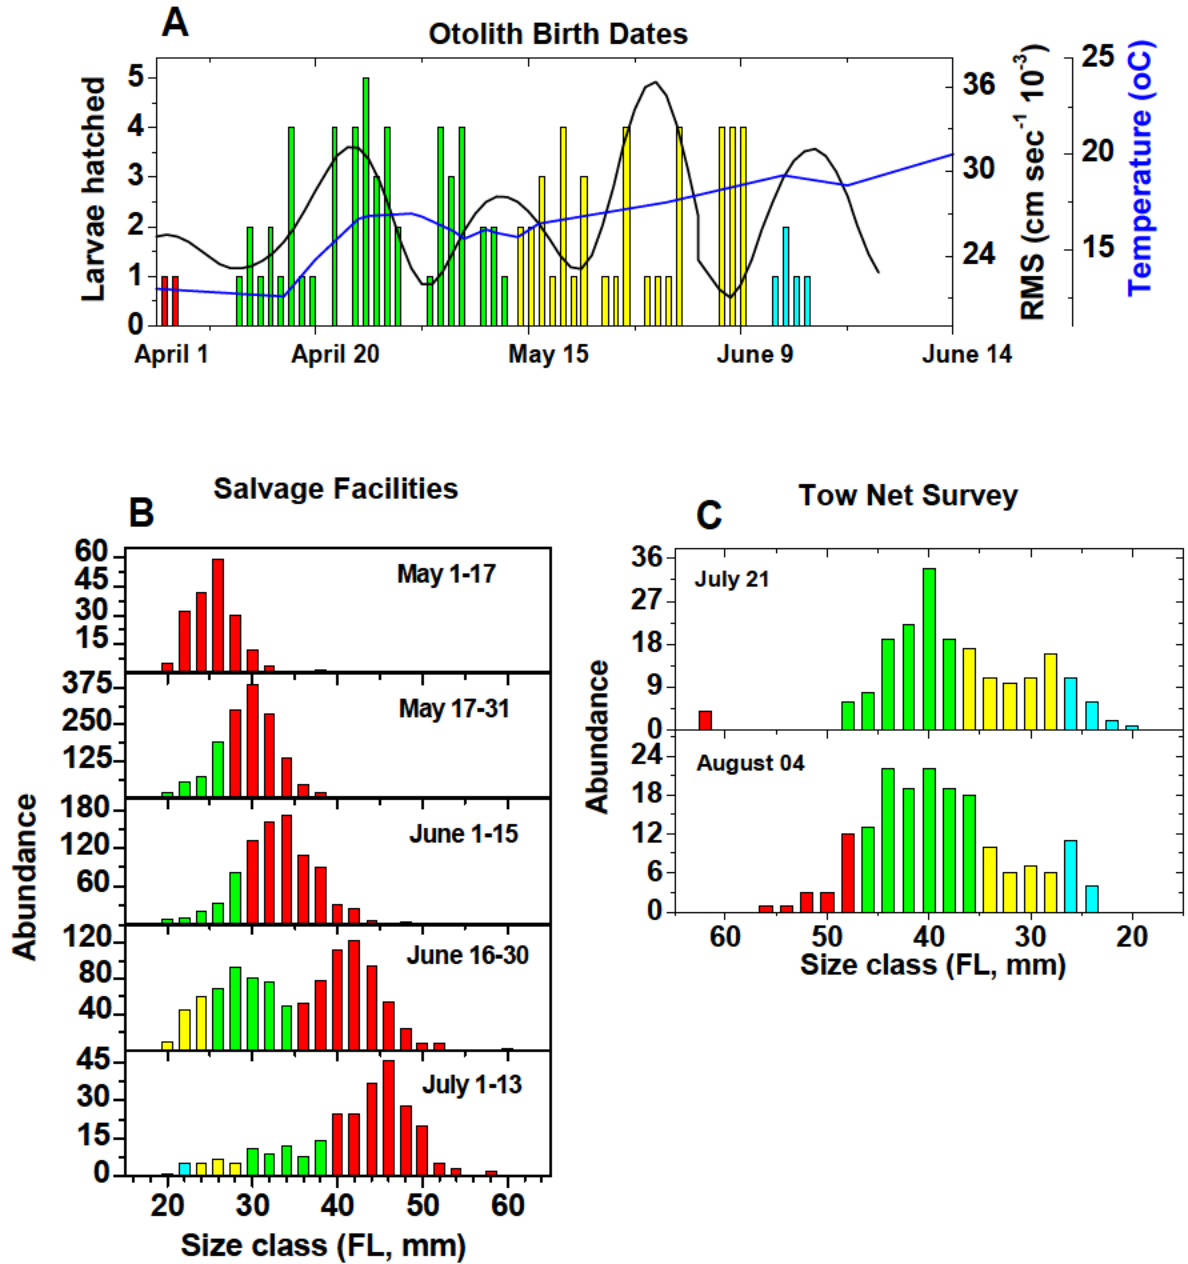 A
Otolith Birth Dates
Larvae hatched
5
4
3
2
1
0
April 1
April 20
May 15
June 9
June 14
36
30
24
RMS (cm sec⁻¹ 10⁻³)
25
20
15
Temperature (oC)
B
Salvage Facilities
Abundance
60
45
30
15
May 1-17
375
250
125
May 17-31
180
120
60
June 1-15
120
80
40
June 16-30
45
30
15
0
July 1-13
20 30 40 50 60
Size class (FL, mm)
C
Tow Net Survey
Abundance
36
27
18
9
0
July 21
24
18
12
6
0
August 04
60 50 40 30 20
Size class (FL, mm)